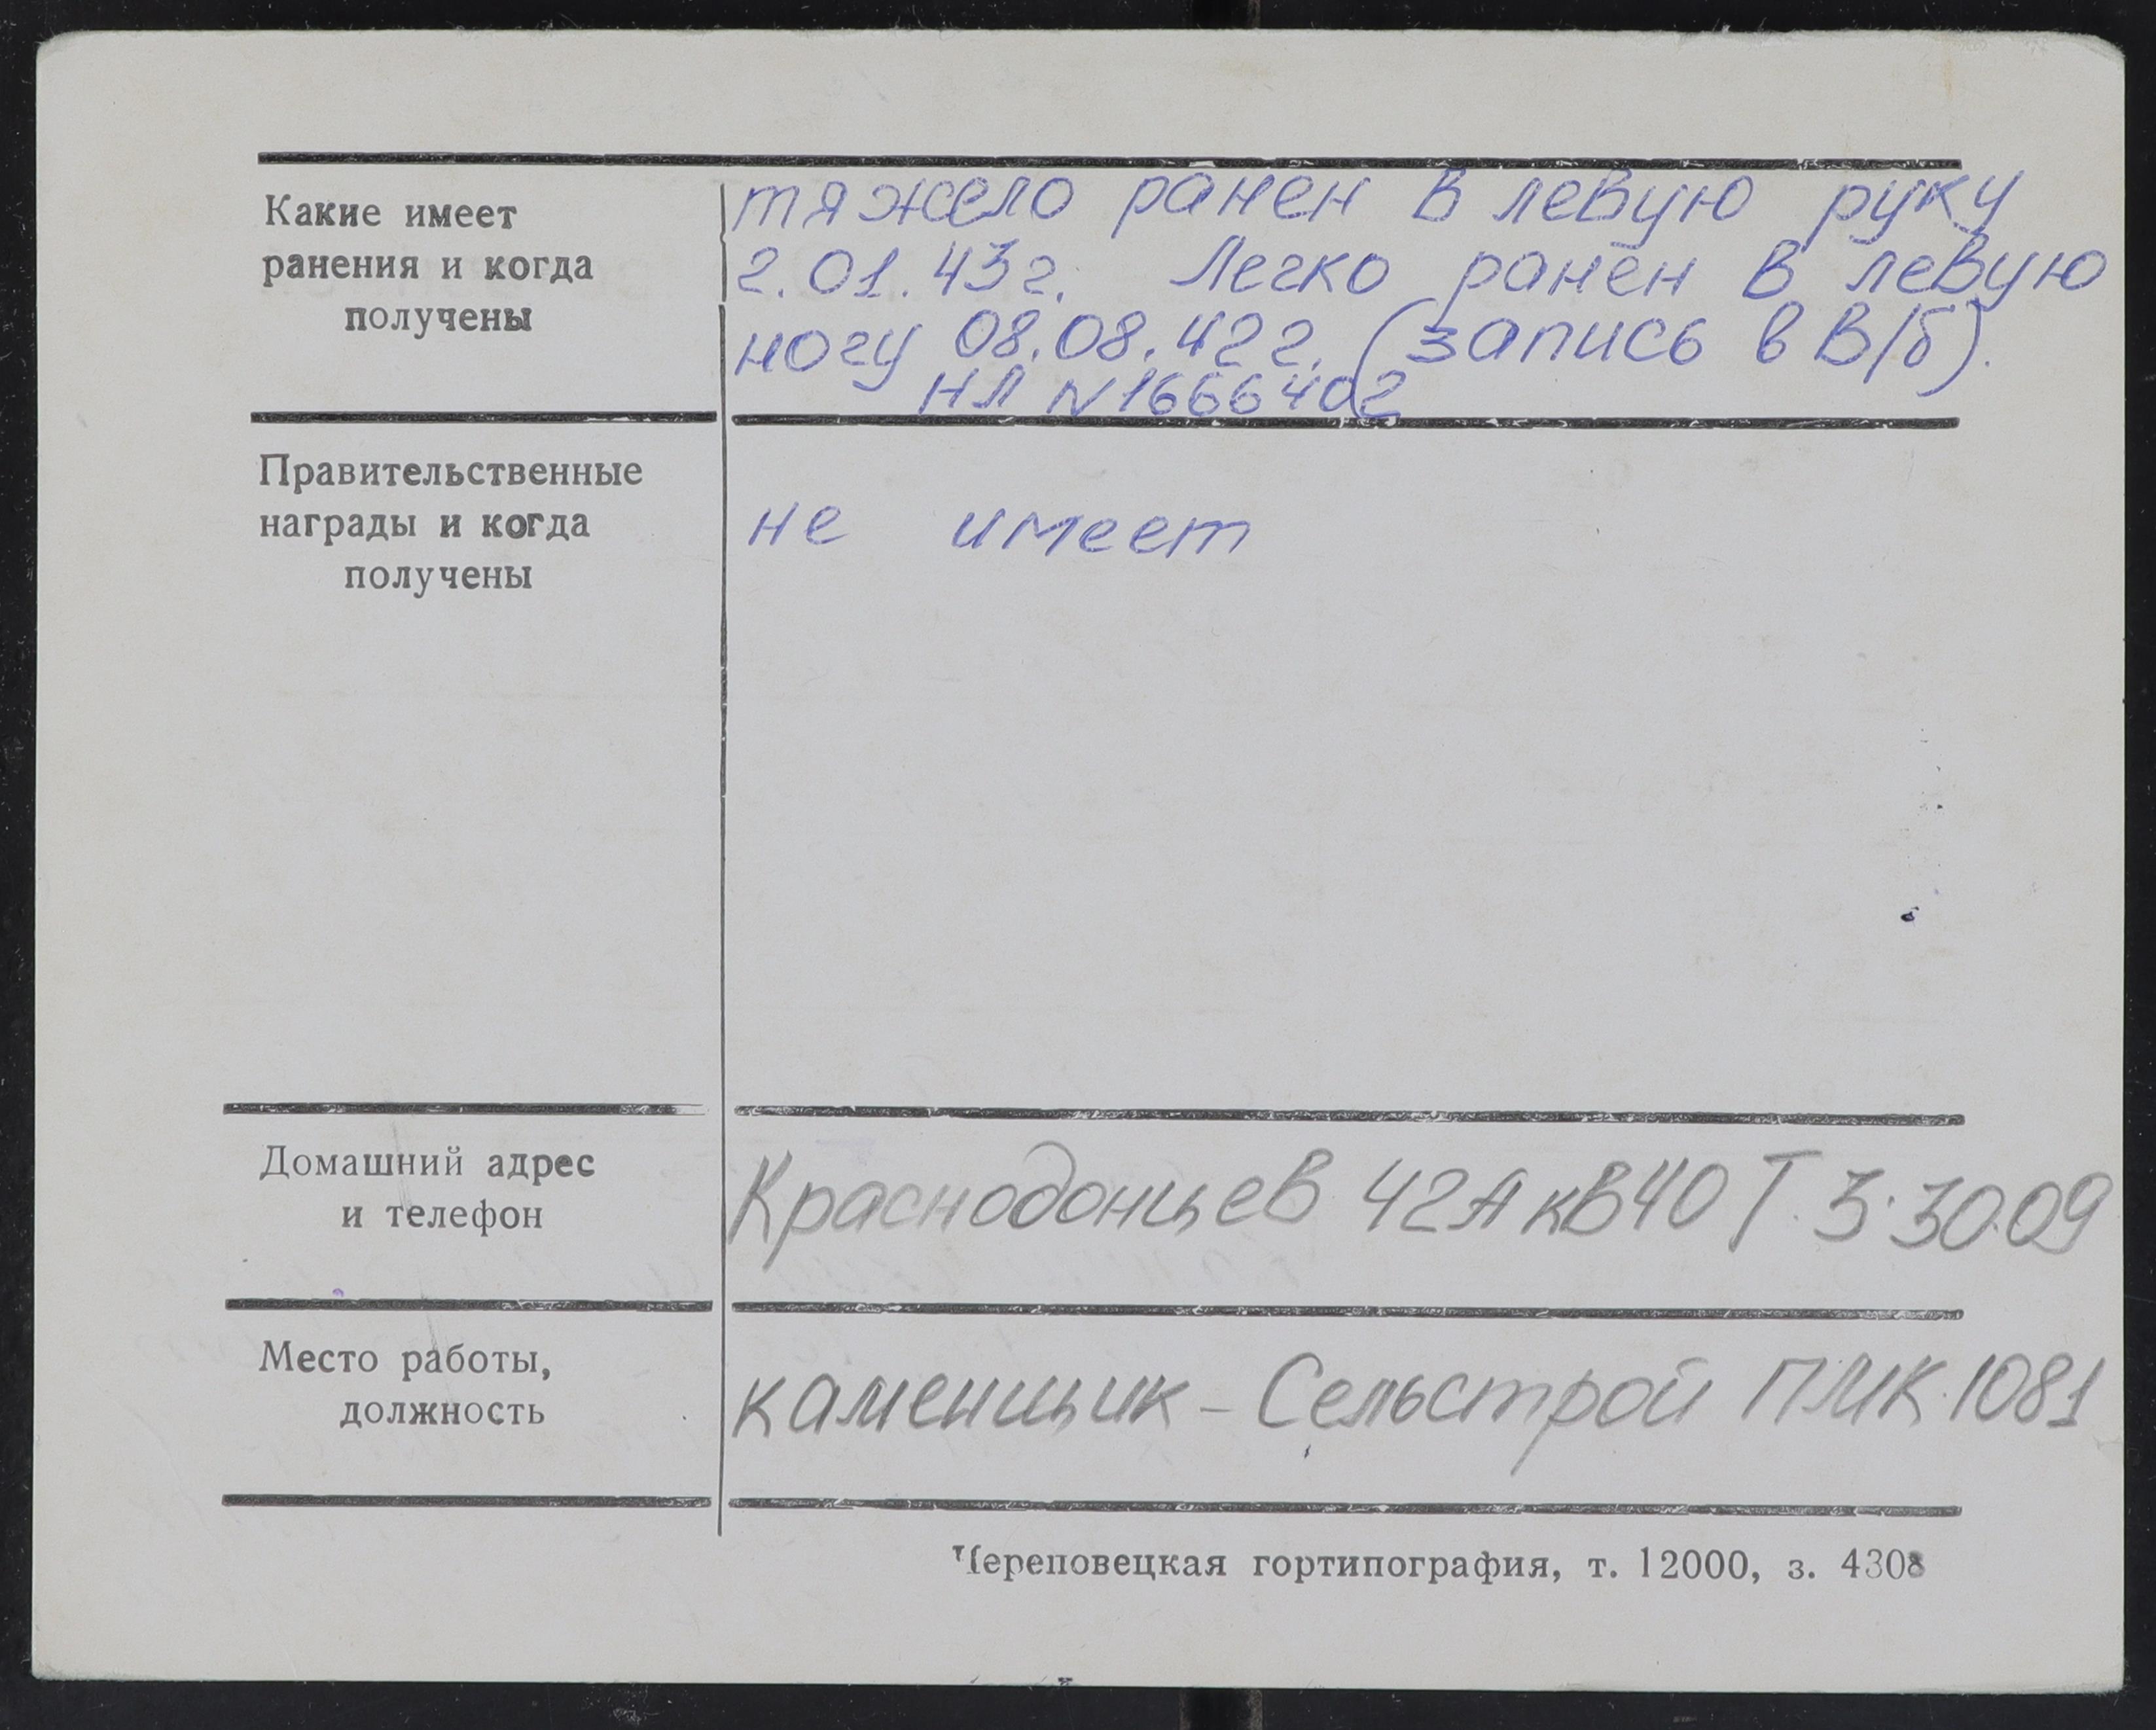 Какие имеет
ранения и когда
получены
тяжело ранен в левую руку
2.01.43г. Легко ранен в левую
ногу 08.08.42г. (запись в В/б).
НЛ N1666402
Правительственные
награды и когда
получены
не имеет
Домашний адрес
и телефон
Краснодонцев 42А кв40 Т. 3.30.09
Место работы,
должность
каменщик - Сельстрой ПМК.1081
Череповецкая гортипография, т. 12000, з. 4308